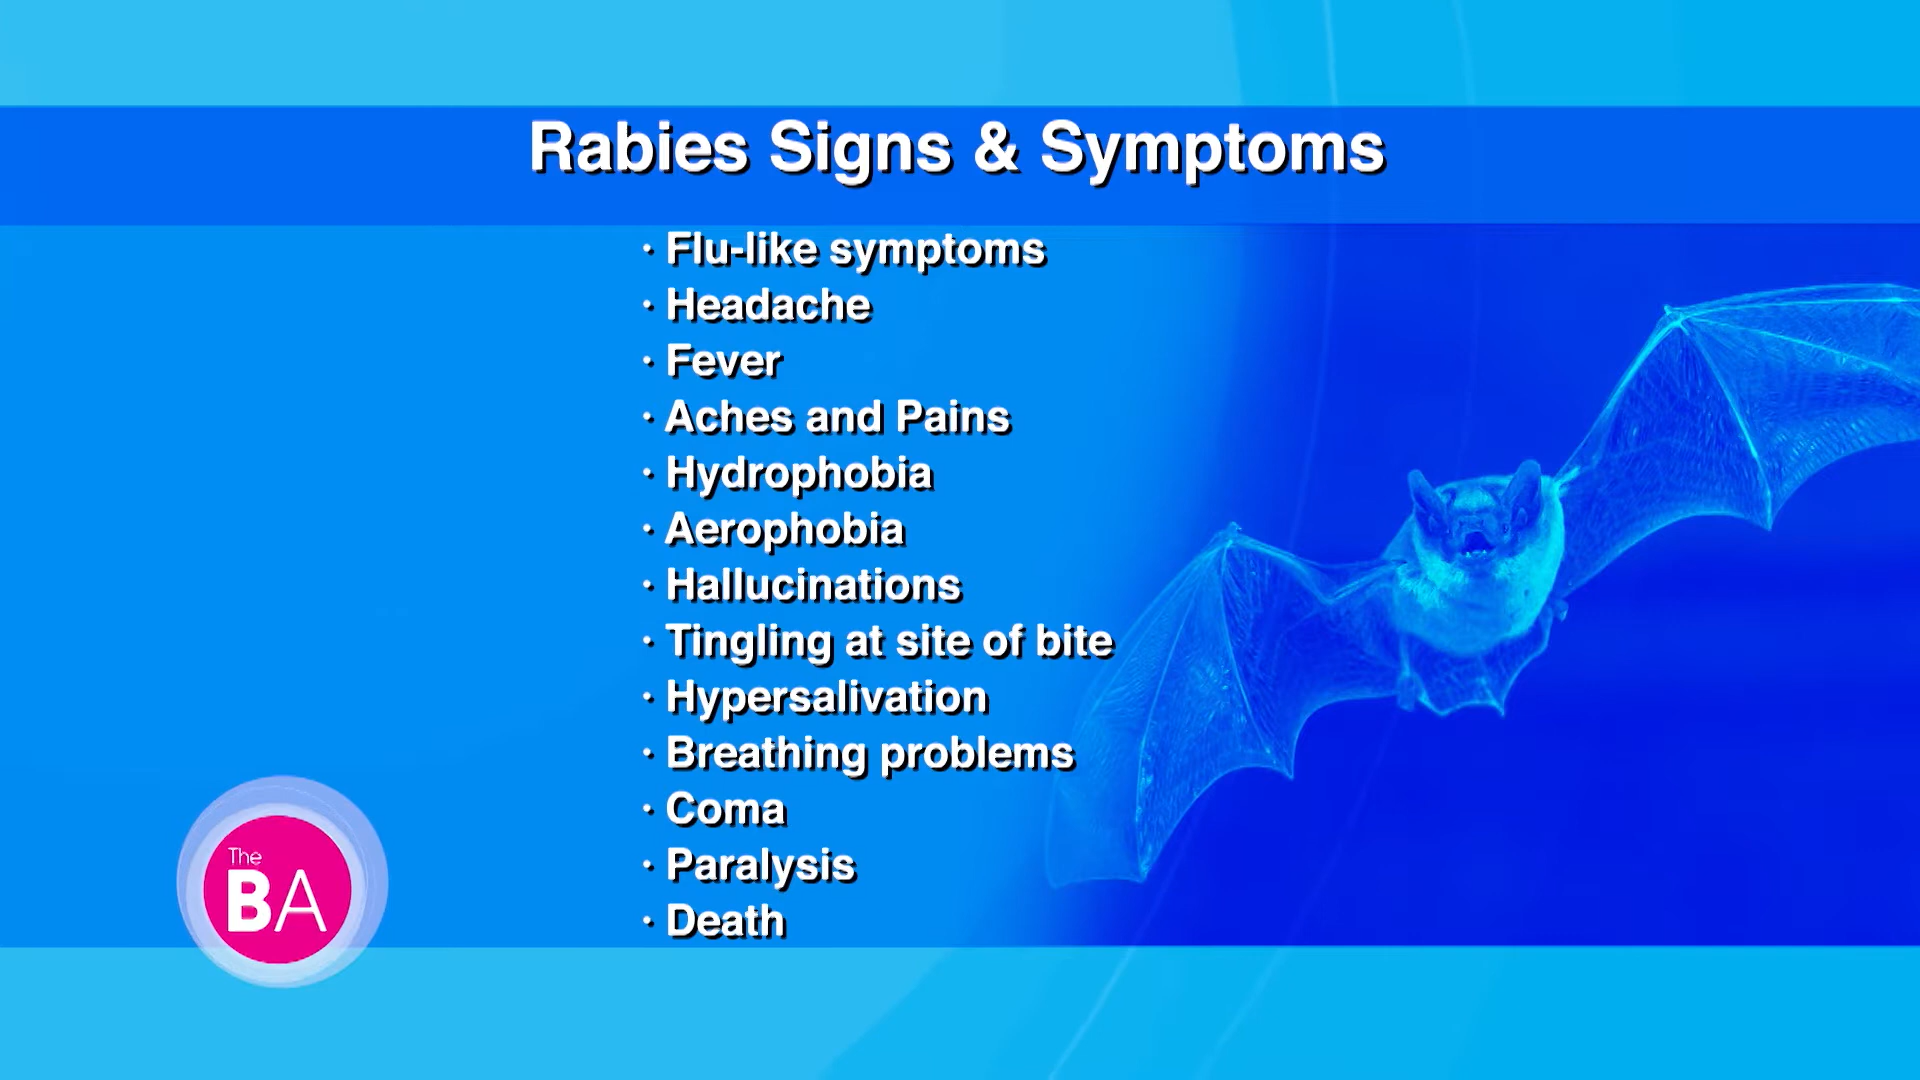 Rabies Signs & Symptoms
· Flu-like symptoms
· Headache
· Fever
· Aches and Pains
· Hydrophobia
· Aerophobia
· Hallucinations
· Tingling at site of bite
· Hypersalivation
· Breathing problems
· Coma
· Paralysis
· Death
The
BA